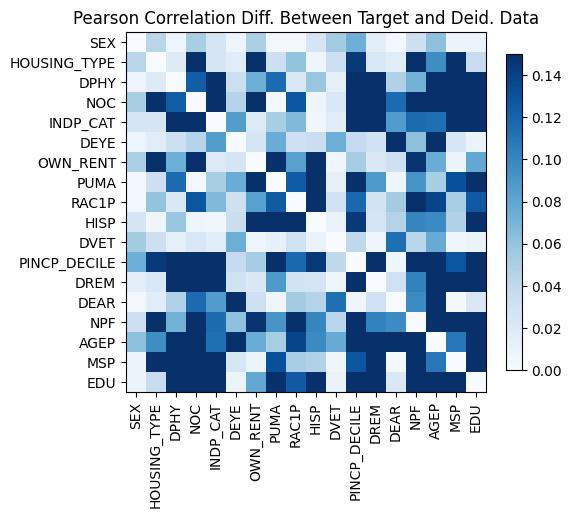 Pearson Correlation Diff. Between Target and Deid. Data
SEX
HOUSING_TYPE
DPHY
NOC
INDP_CAT
DEYE
OWN_RENT
PUMA
RAC1P
HISP
DVET
PINCP_DECILE
DREM
DEAR
NPF
AGEP
MSP
EDU
0.14
0.12
0.10
0.08
0.06
0.04
0.02
0.00
SEX
HOUSING_TYPE
DPHY
NOC
INDP_CAT
DEYE
OWN_RENT
PUMA
RAC1P
HISP
DVET
PINCP_DECILE
DREM
DEAR
NPF
AGEP
MSP
EDU